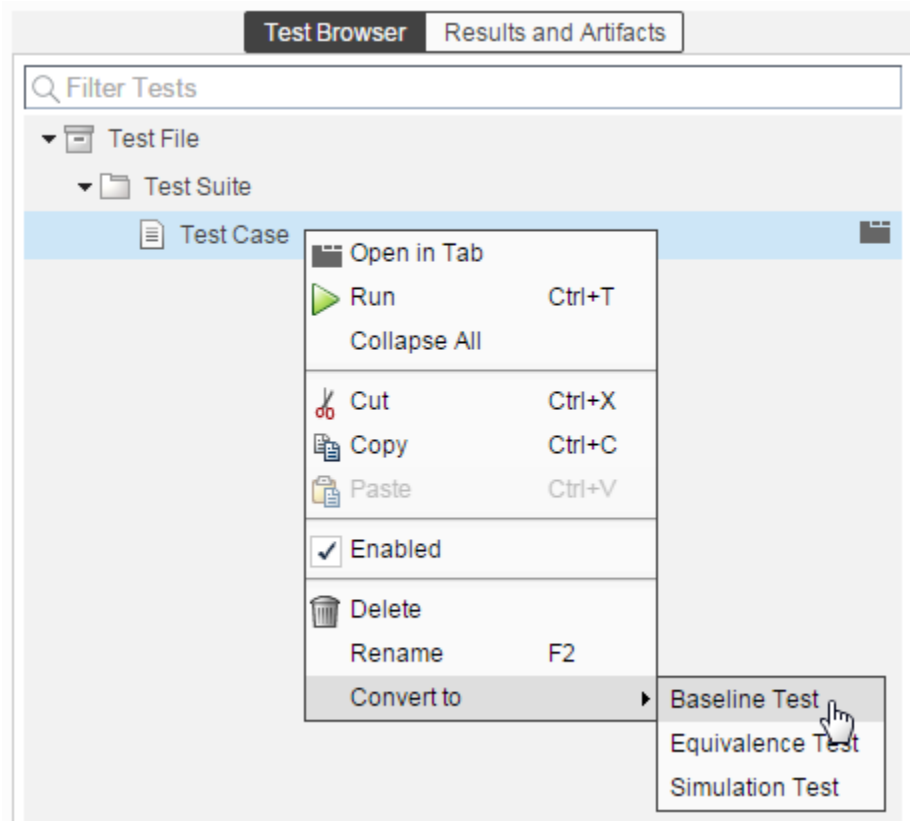 Test Browser Results and Artifacts
Filter Tests
Test File
Test Suite
Test Case
Open in Tab
Run Ctrl+T
Collapse All
Cut Ctrl+X
Copy Ctrl+C
Paste Ctrl+V
Enabled
Delete
Rename F2
Convert to
Baseline Test
Equivalence Test
Simulation Test